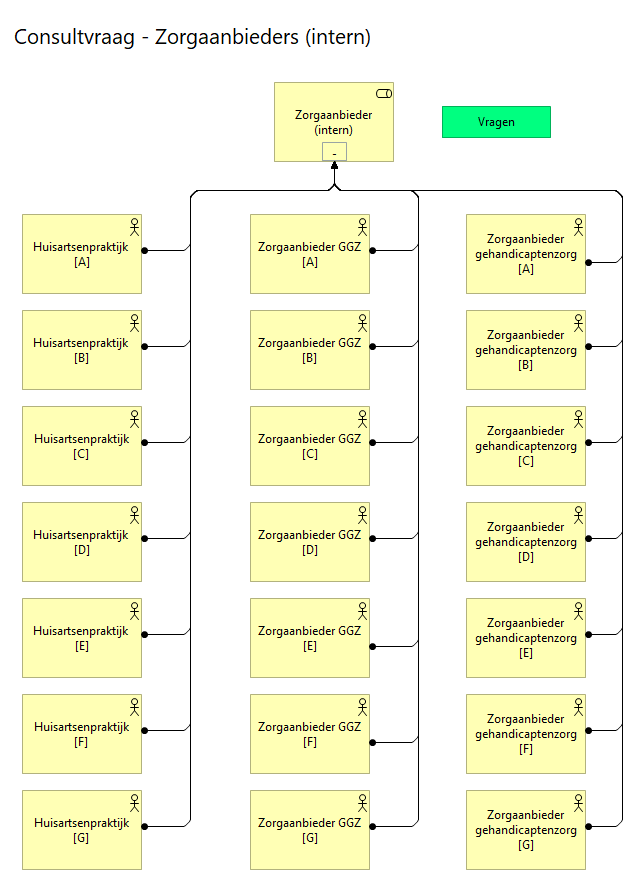 Consultvraag - Zorgaanbieders (intern)
Zorgaanbieder
(intern)
-
Vragen
Huisartsenpraktijk
[A]
Zorgaanbieder GGZ
[A]
Zorgaanbieder
gehandicaptenzorg
[A]
Huisartsenpraktijk
[B]
Zorgaanbieder GGZ
[B]
Zorgaanbieder
gehandicaptenzorg
[B]
Huisartsenpraktijk
[C]
Zorgaanbieder GGZ
[C]
Zorgaanbieder
gehandicaptenzorg
[C]
Huisartsenpraktijk
[D]
Zorgaanbieder GGZ
[D]
Zorgaanbieder
gehandicaptenzorg
[D]
Huisartsenpraktijk
[E]
Zorgaanbieder GGZ
[E]
Zorgaanbieder
gehandicaptenzorg
[E]
Huisartsenpraktijk
[F]
Zorgaanbieder GGZ
[F]
Zorgaanbieder
gehandicaptenzorg
[F]
Huisartsenpraktijk
[G]
Zorgaanbieder GGZ
[G]
Zorgaanbieder
gehandicaptenzorg
[G]